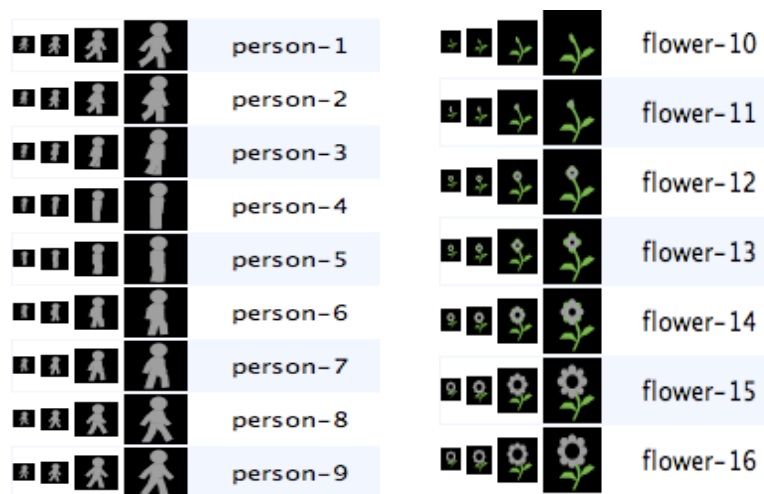 person-1
person-2
person-3
person-4
person-5
person-6
person-7
person-8
person-9
flower-10
flower-11
flower-12
flower-13
flower-14
flower-15
flower-16